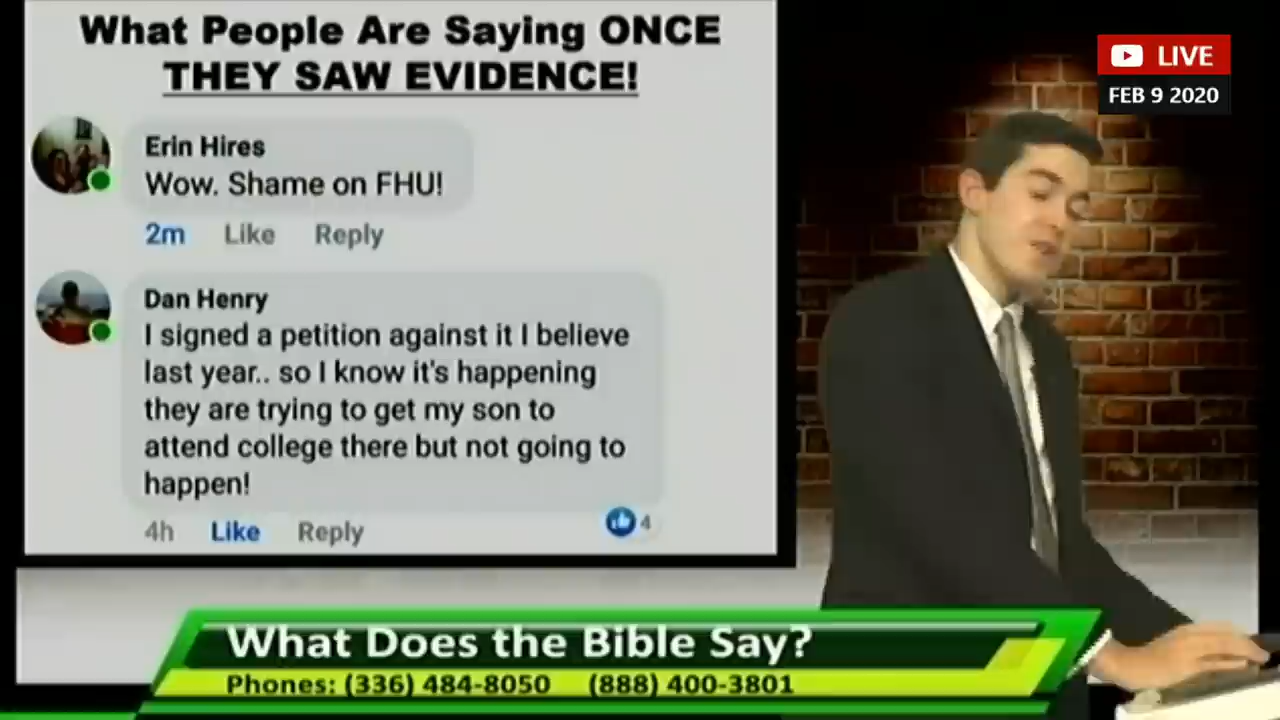 What People Are Saying ONCE
THEY SAW EVIDENCE!
LIVE
FEB 9 2020
Erin Hires
Wow. Shame on FHU!
2m Like Reply
Dan Henry
I signed a petition against it I believe
last year.. so I know it's happening
they are trying to get my son to
attend college there but not going to
happen!
4h Like Reply 4
What Does the Bible Say?
Phones: (336) 484-8050 (888) 400-3801